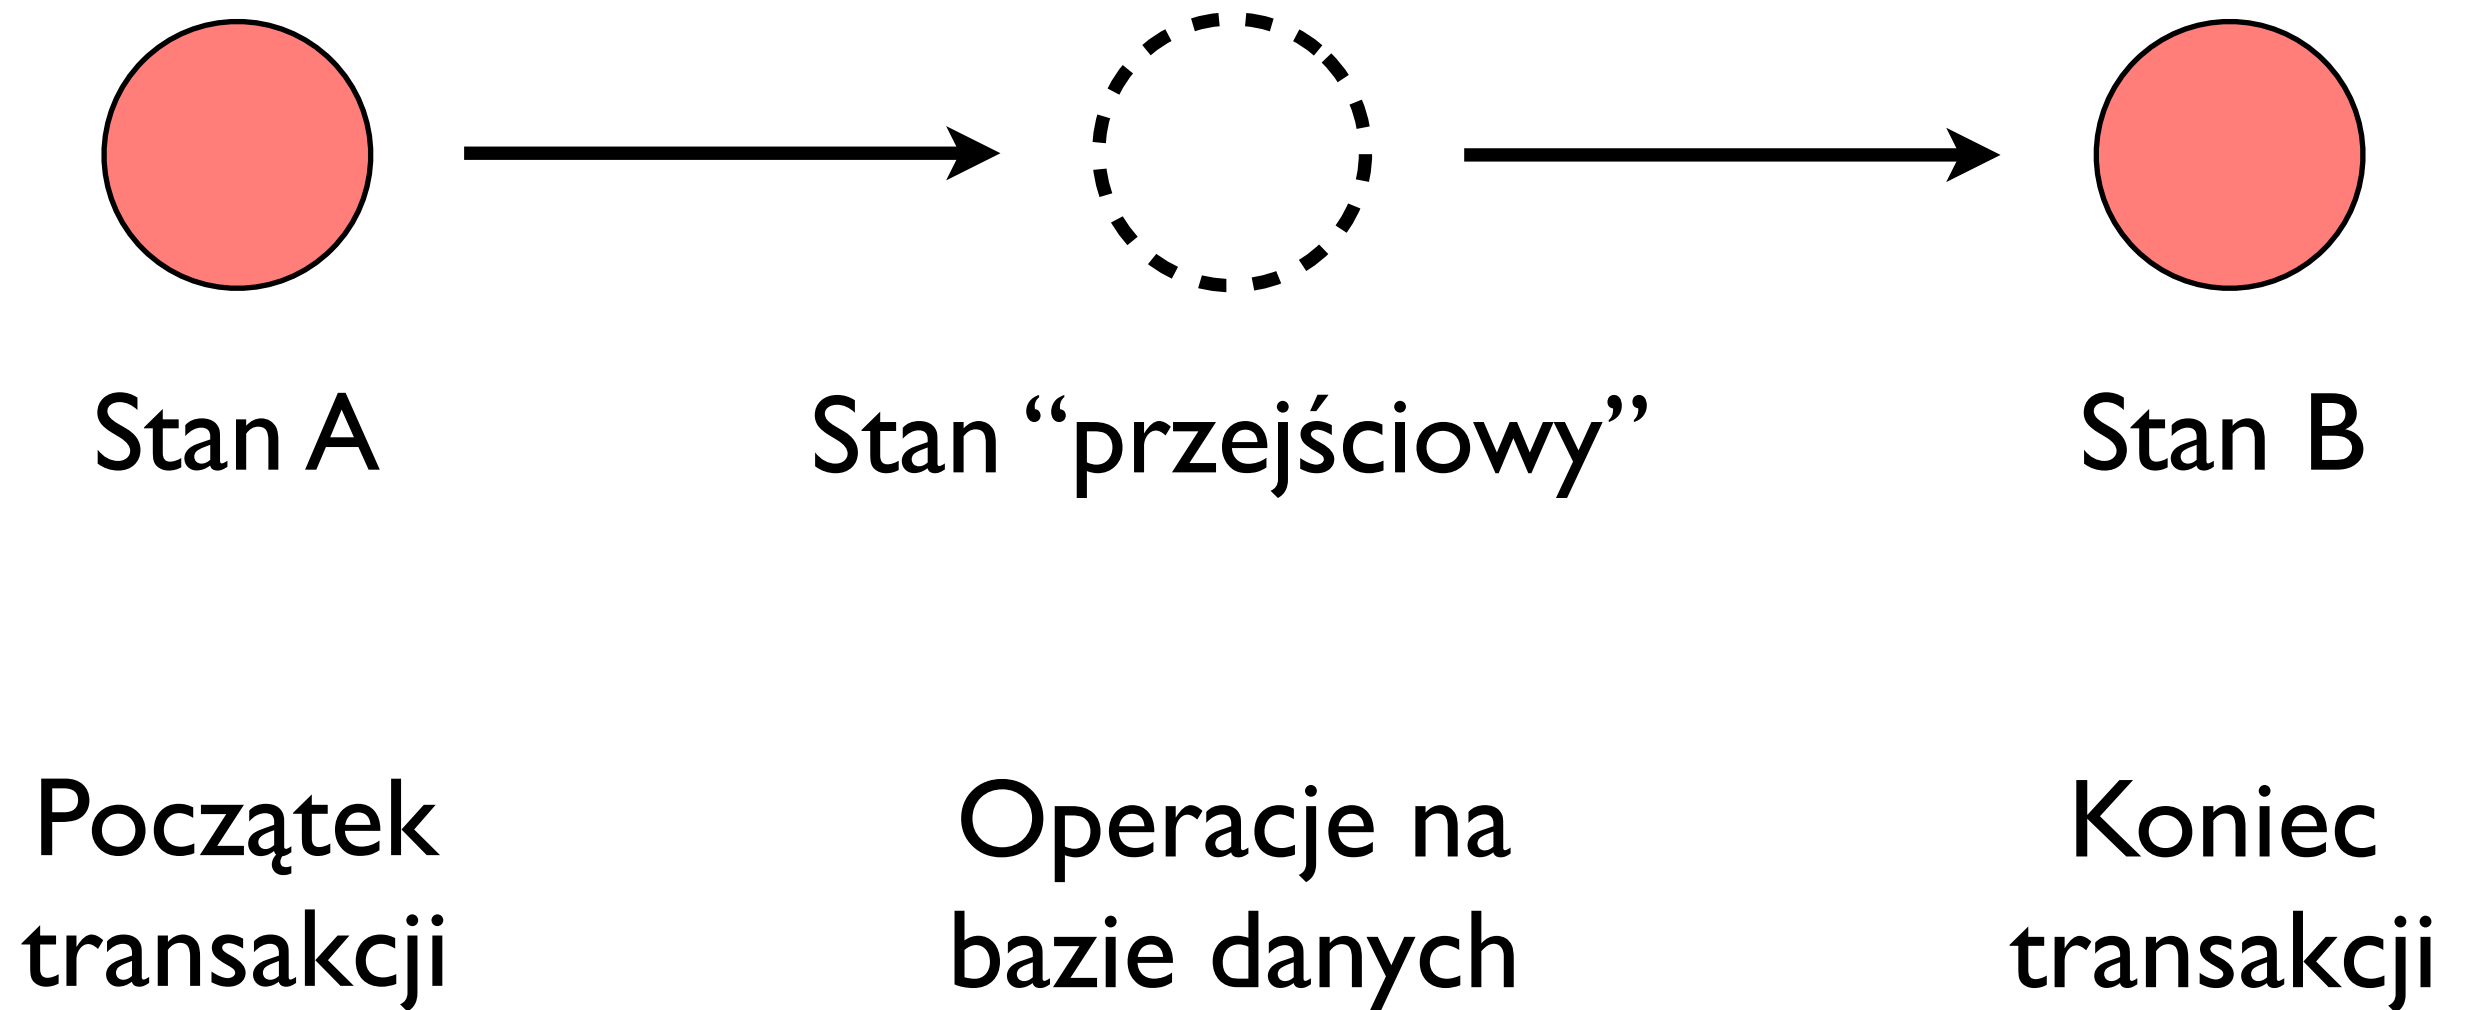 Stan A
Stan “przejściowy”
Stan B
Początek
transakcji
Operacje na
bazie danych
Koniec
transakcji